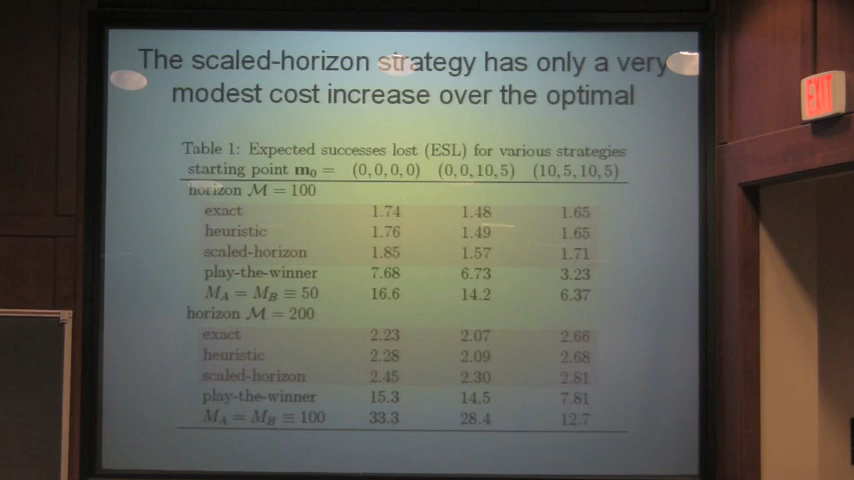 The scaled-horizon strategy has only a very
modest cost increase over the optimal
Table 1: Expected successes lost (ESL) for various strategies
starting point m₀ = (0,0,0,0) (0,0,10,5) (10,5,10,5)
horizon M = 100
exact 1.74 1.48 1.65
heuristic 1.76 1.49 1.65
scaled-horizon 1.85 1.57 1.71
play-the-winner 7.68 6.73 3.23
M_A = M_B ≡ 50 16.6 14.2 6.37
horizon M = 200
exact 2.23 2.07 2.66
heuristic 2.28 2.09 2.68
scaled-horizon 2.45 2.30 2.81
play-the-winner 15.3 14.5 7.81
M_A = M_B ≡ 100 33.3 28.4 12.7
EXIT